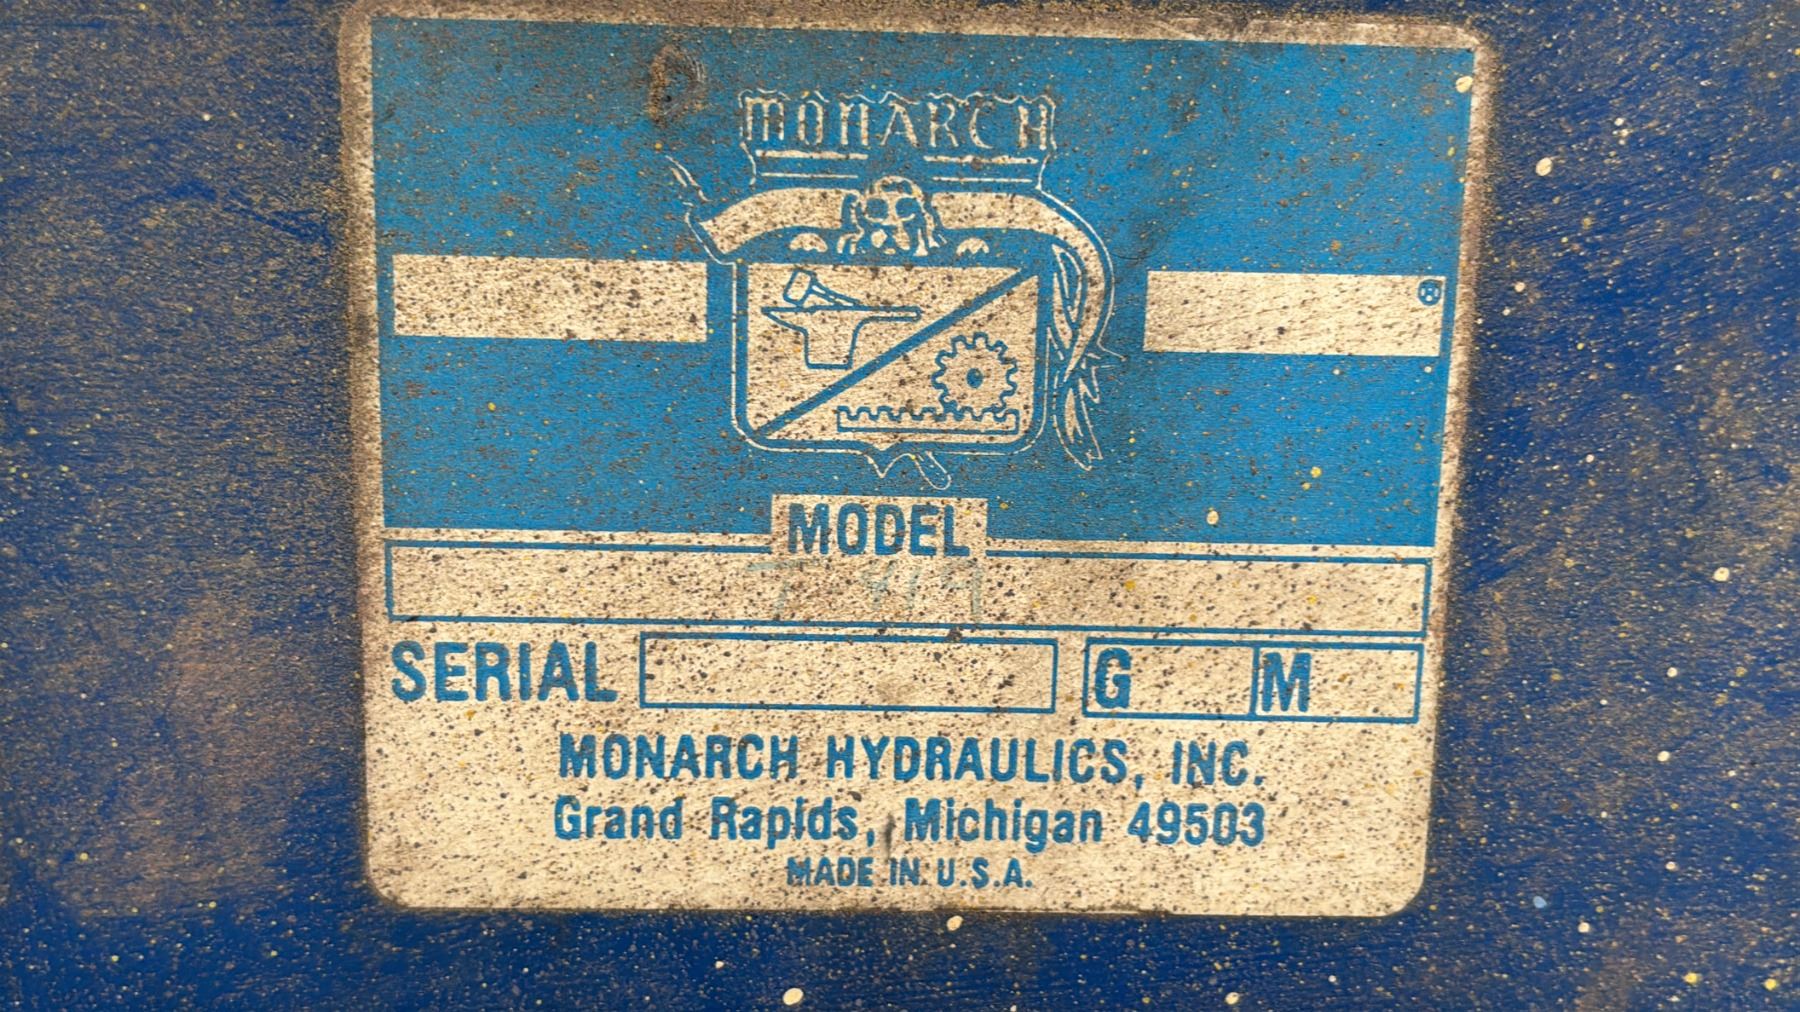 MONARCH
®
MODEL
SERIAL G M
MONARCH HYDRAULICS, INC.
Grand Rapids, Michigan 49503
MADE IN U.S.A.